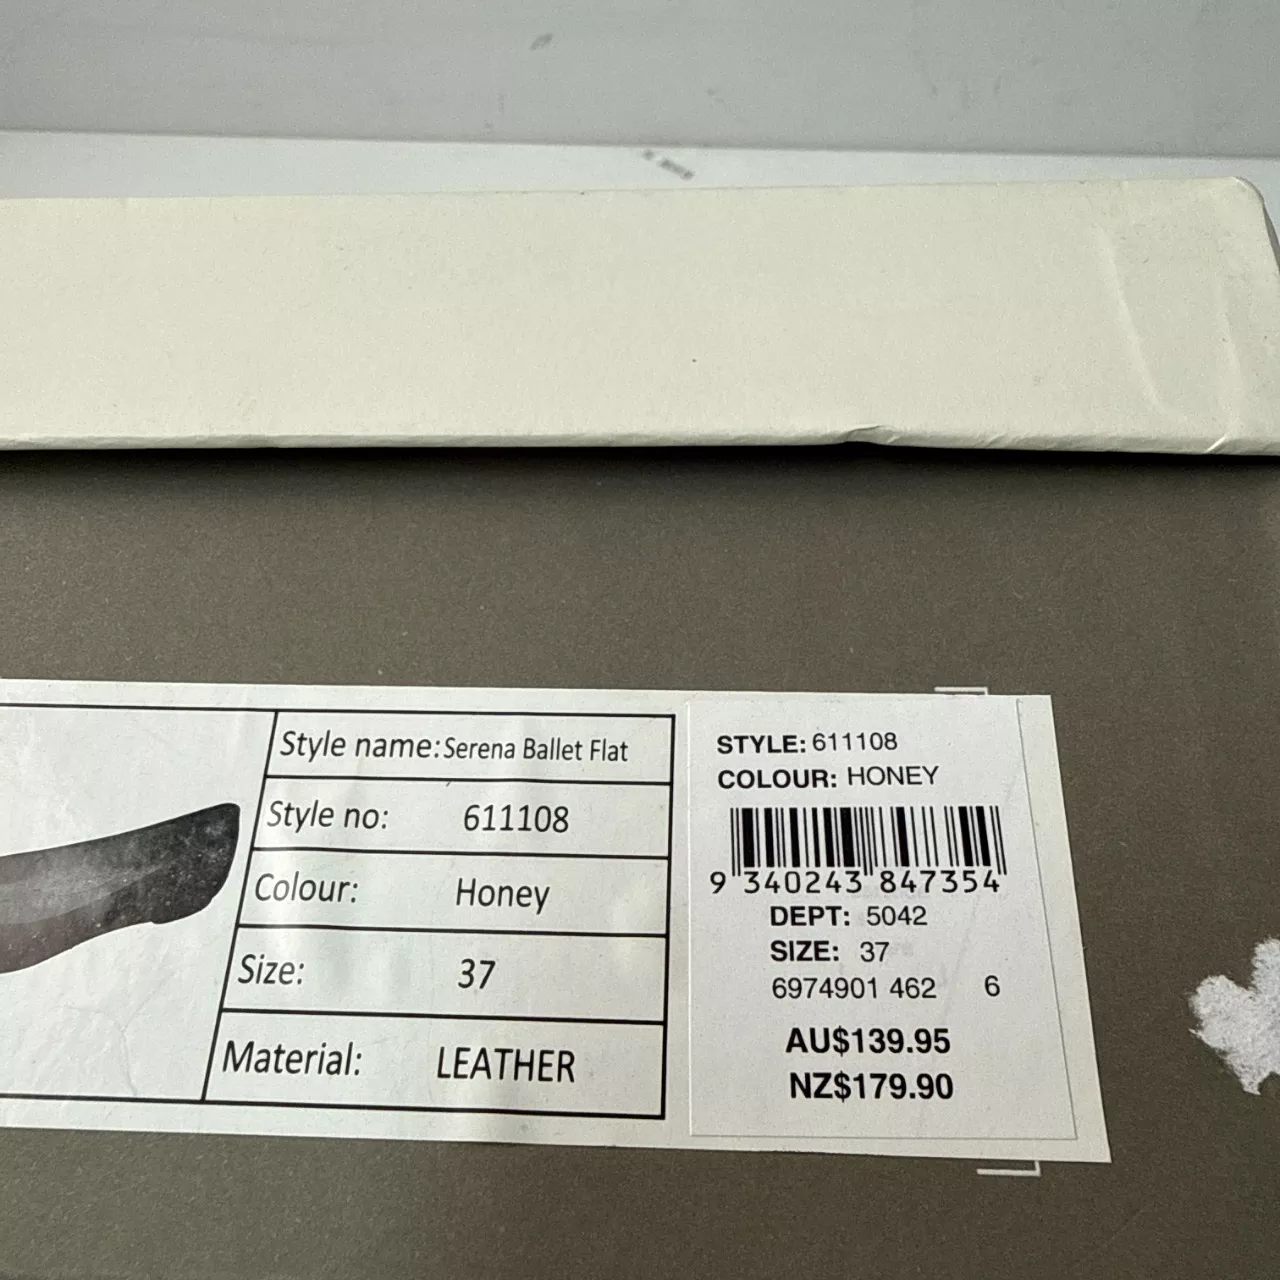 Style name: Serena Ballet Flat
Style no: 611108
Colour: Honey
Size: 37
Material: LEATHER
STYLE: 611108
COLOUR: HONEY
9 340243 847354
DEPT: 5042
SIZE: 37
6974901 462 6
AU$139.95
NZ$179.90